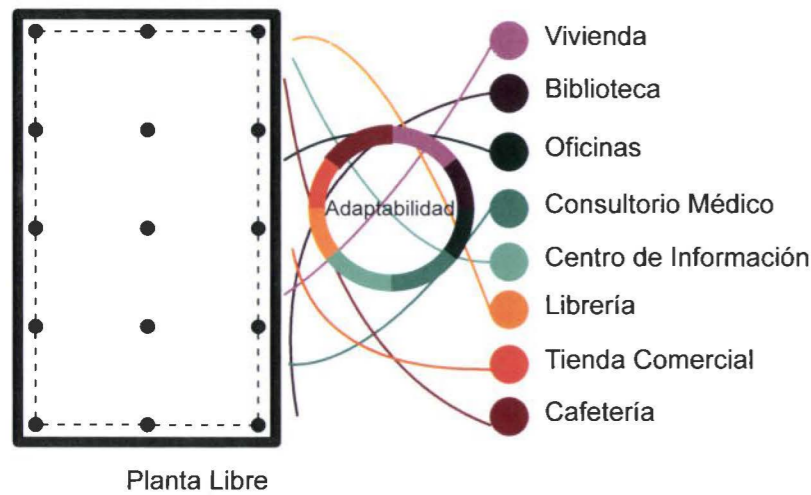 Vivienda
Biblioteca
Oficinas
Adaptabilidad
Consultorio Médico
Centro de Información
Librería
Tienda Comercial
Cafetería
Planta Libre